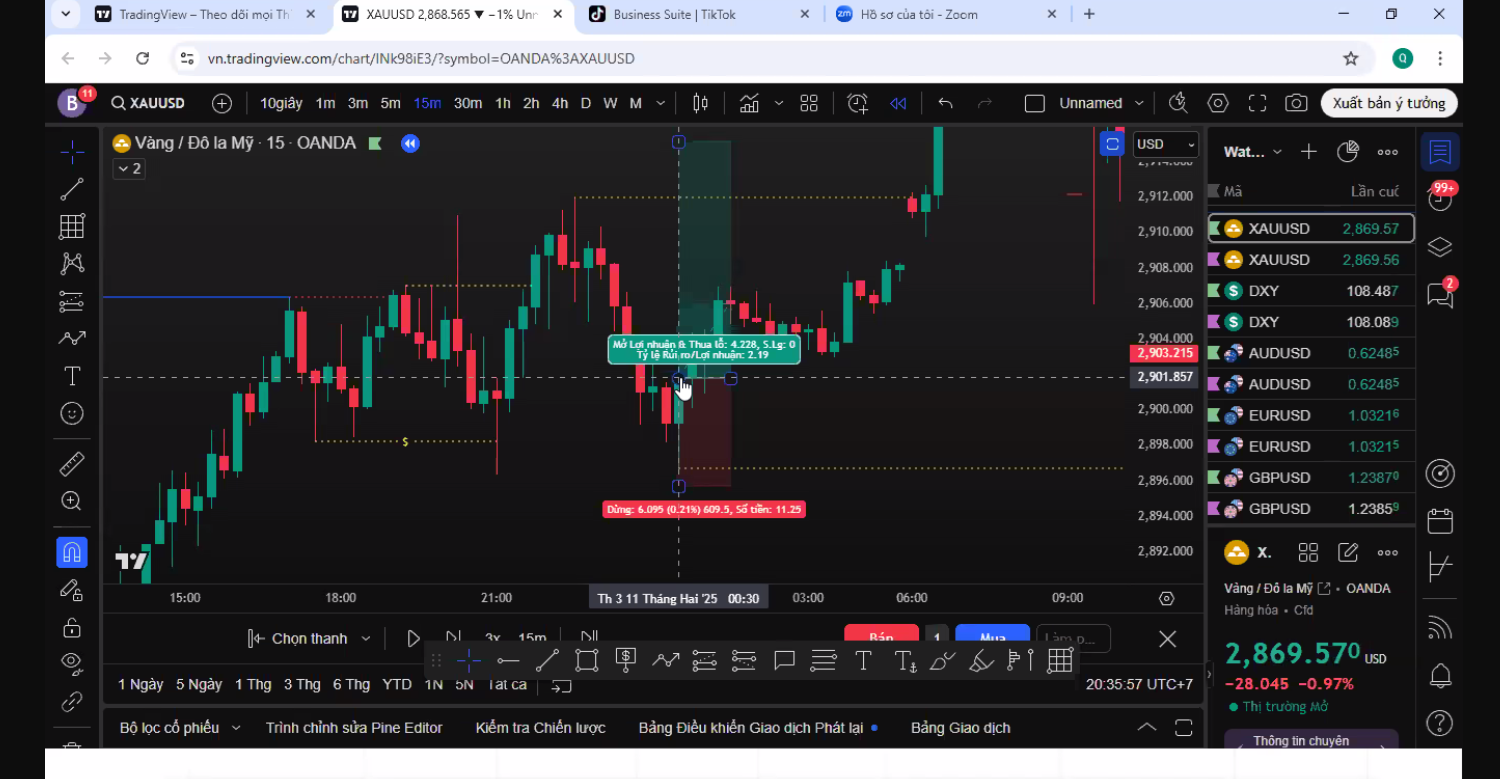 TradingView – Theo dõi mọi Th
XAUUSD 2,868.565 ▼ −1% Unn
Business Suite | TikTok
zm
Hồ sơ của tôi - Zoom
vn.tradingview.com/chart/lNk98iE3/?symbol=OANDA%3AXAUUSD
Q
B
11
XAUUSD
10giây 1m 3m 5m 15m 30m 1h 2h 4h D W M
Unnamed
Xuất bản ý tưởng
Vàng / Đô la Mỹ · 15 · OANDA
2
USD
2,914.000
2,912.000
2,910.000
2,908.000
2,906.000
2,904.000
2,903.215
2,901.857
2,900.000
2,898.000
2,896.000
2,894.000
2,892.000
Mở Lợi nhuận & Thua lỗ: 4.228, S.Lg: 0
Tỷ lệ Rủi ro/Lợi nhuận: 2.19
$
Dừng: 6.095 (0.21%) 609.5, Số tiền: 11.25
15:00 18:00 21:00 Th 3 11 Tháng Hai '25 00:30 03:00 06:00 09:00
Chọn thanh
3x 15m
Bán 1 Mua Làm p...
1 Ngày 5 Ngày 1 Thg 3 Thg 6 Thg YTD 1N 5N Tất cả
20:35:57 UTC+7
Bộ lọc cổ phiếu Trình chỉnh sửa Pine Editor Kiểm tra Chiến lược Bảng Điều khiển Giao dịch Phát lại Bảng Giao dịch
Wat...
Mã Lần cuố
XAUUSD 2,869.57
XAUUSD 2,869.56
DXY 108.487
DXY 108.089
AUDUSD 0.62485
AUDUSD 0.62485
EURUSD 1.03216
EURUSD 1.03215
GBPUSD 1.23870
GBPUSD 1.23859
X.
Vàng / Đô la Mỹ • OANDA
Hàng hóa • Cfd
2,869.570 USD
−28.045 −0.97%
Thị trường Mở
Thông tin chuyên
99+
2